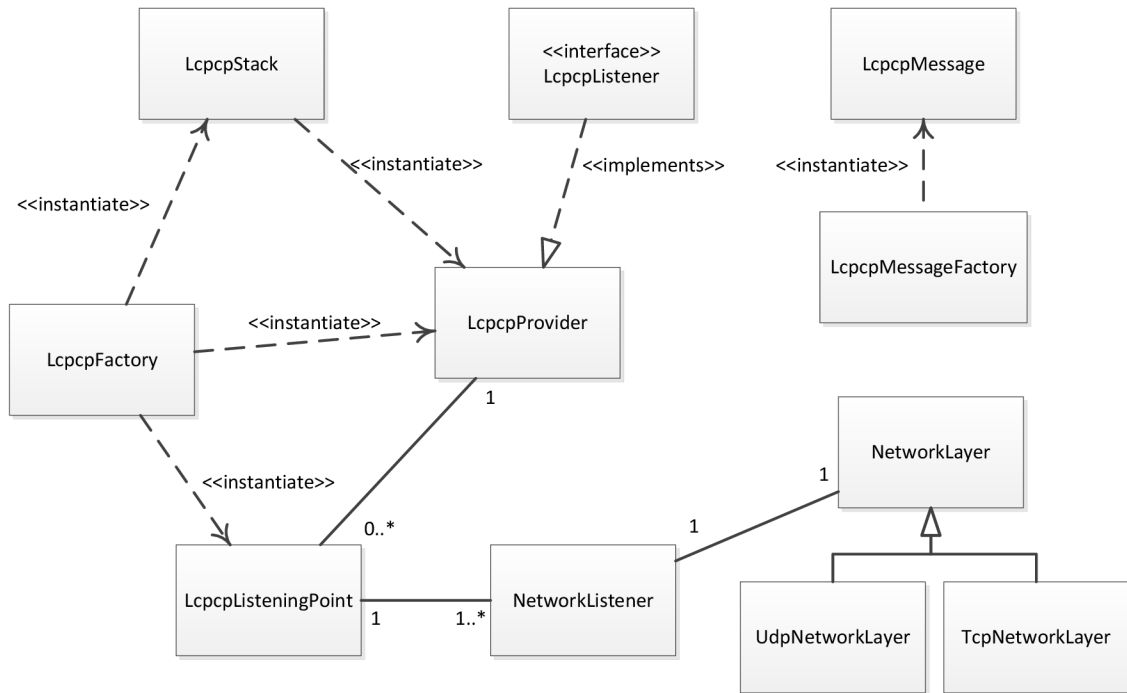 LcpcpStack
<<interface>>
LcpcpListener
LcpcpMessage
<<instantiate>>
<<implements>>
<<instantiate>>
<<instantiate>>
LcpcpMessageFactory
<<instantiate>>
LcpcpProvider
LcpcpFactory
1
<<instantiate>>
NetworkLayer
1
1
0..*
LcpcpListeningPoint
NetworkListener
1
1..*
UdpNetworkLayer
TcpNetworkLayer